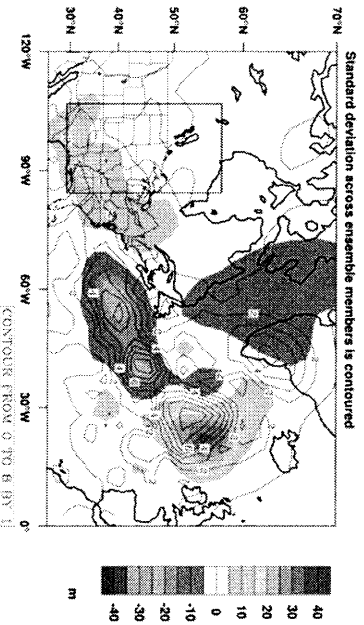 Standard deviation across ensemble members is contoured
70°N
60°N
50°N
40°N
30°N
120°W
90°W
60°W
30°W
0°
CONTOUR FROM 0 TO 8 BY 1
40
30
20
10
0
-10
-20
-30
-40
m